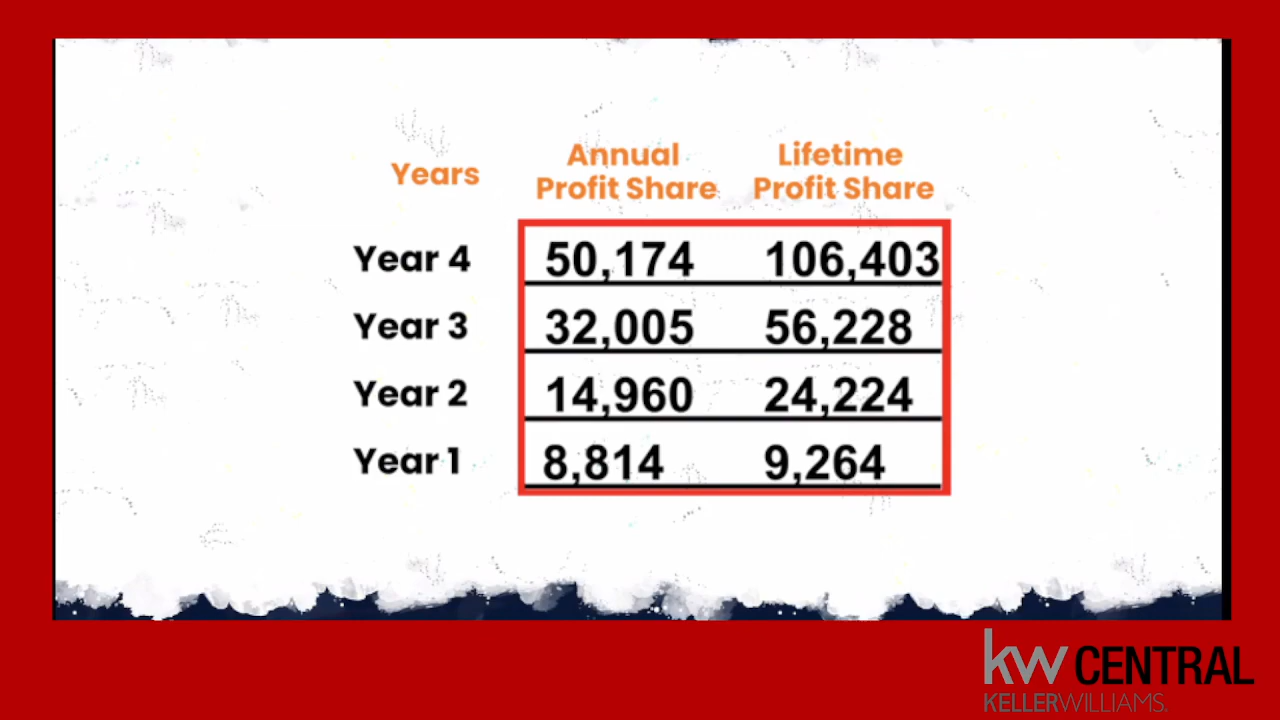 Years Annual Profit Share Lifetime Profit Share
Year 4 50,174 106,403
Year 3 32,005 56,228
Year 2 14,960 24,224
Year 1 8,814 9,264
kw CENTRAL
KELLERWILLIAMS.